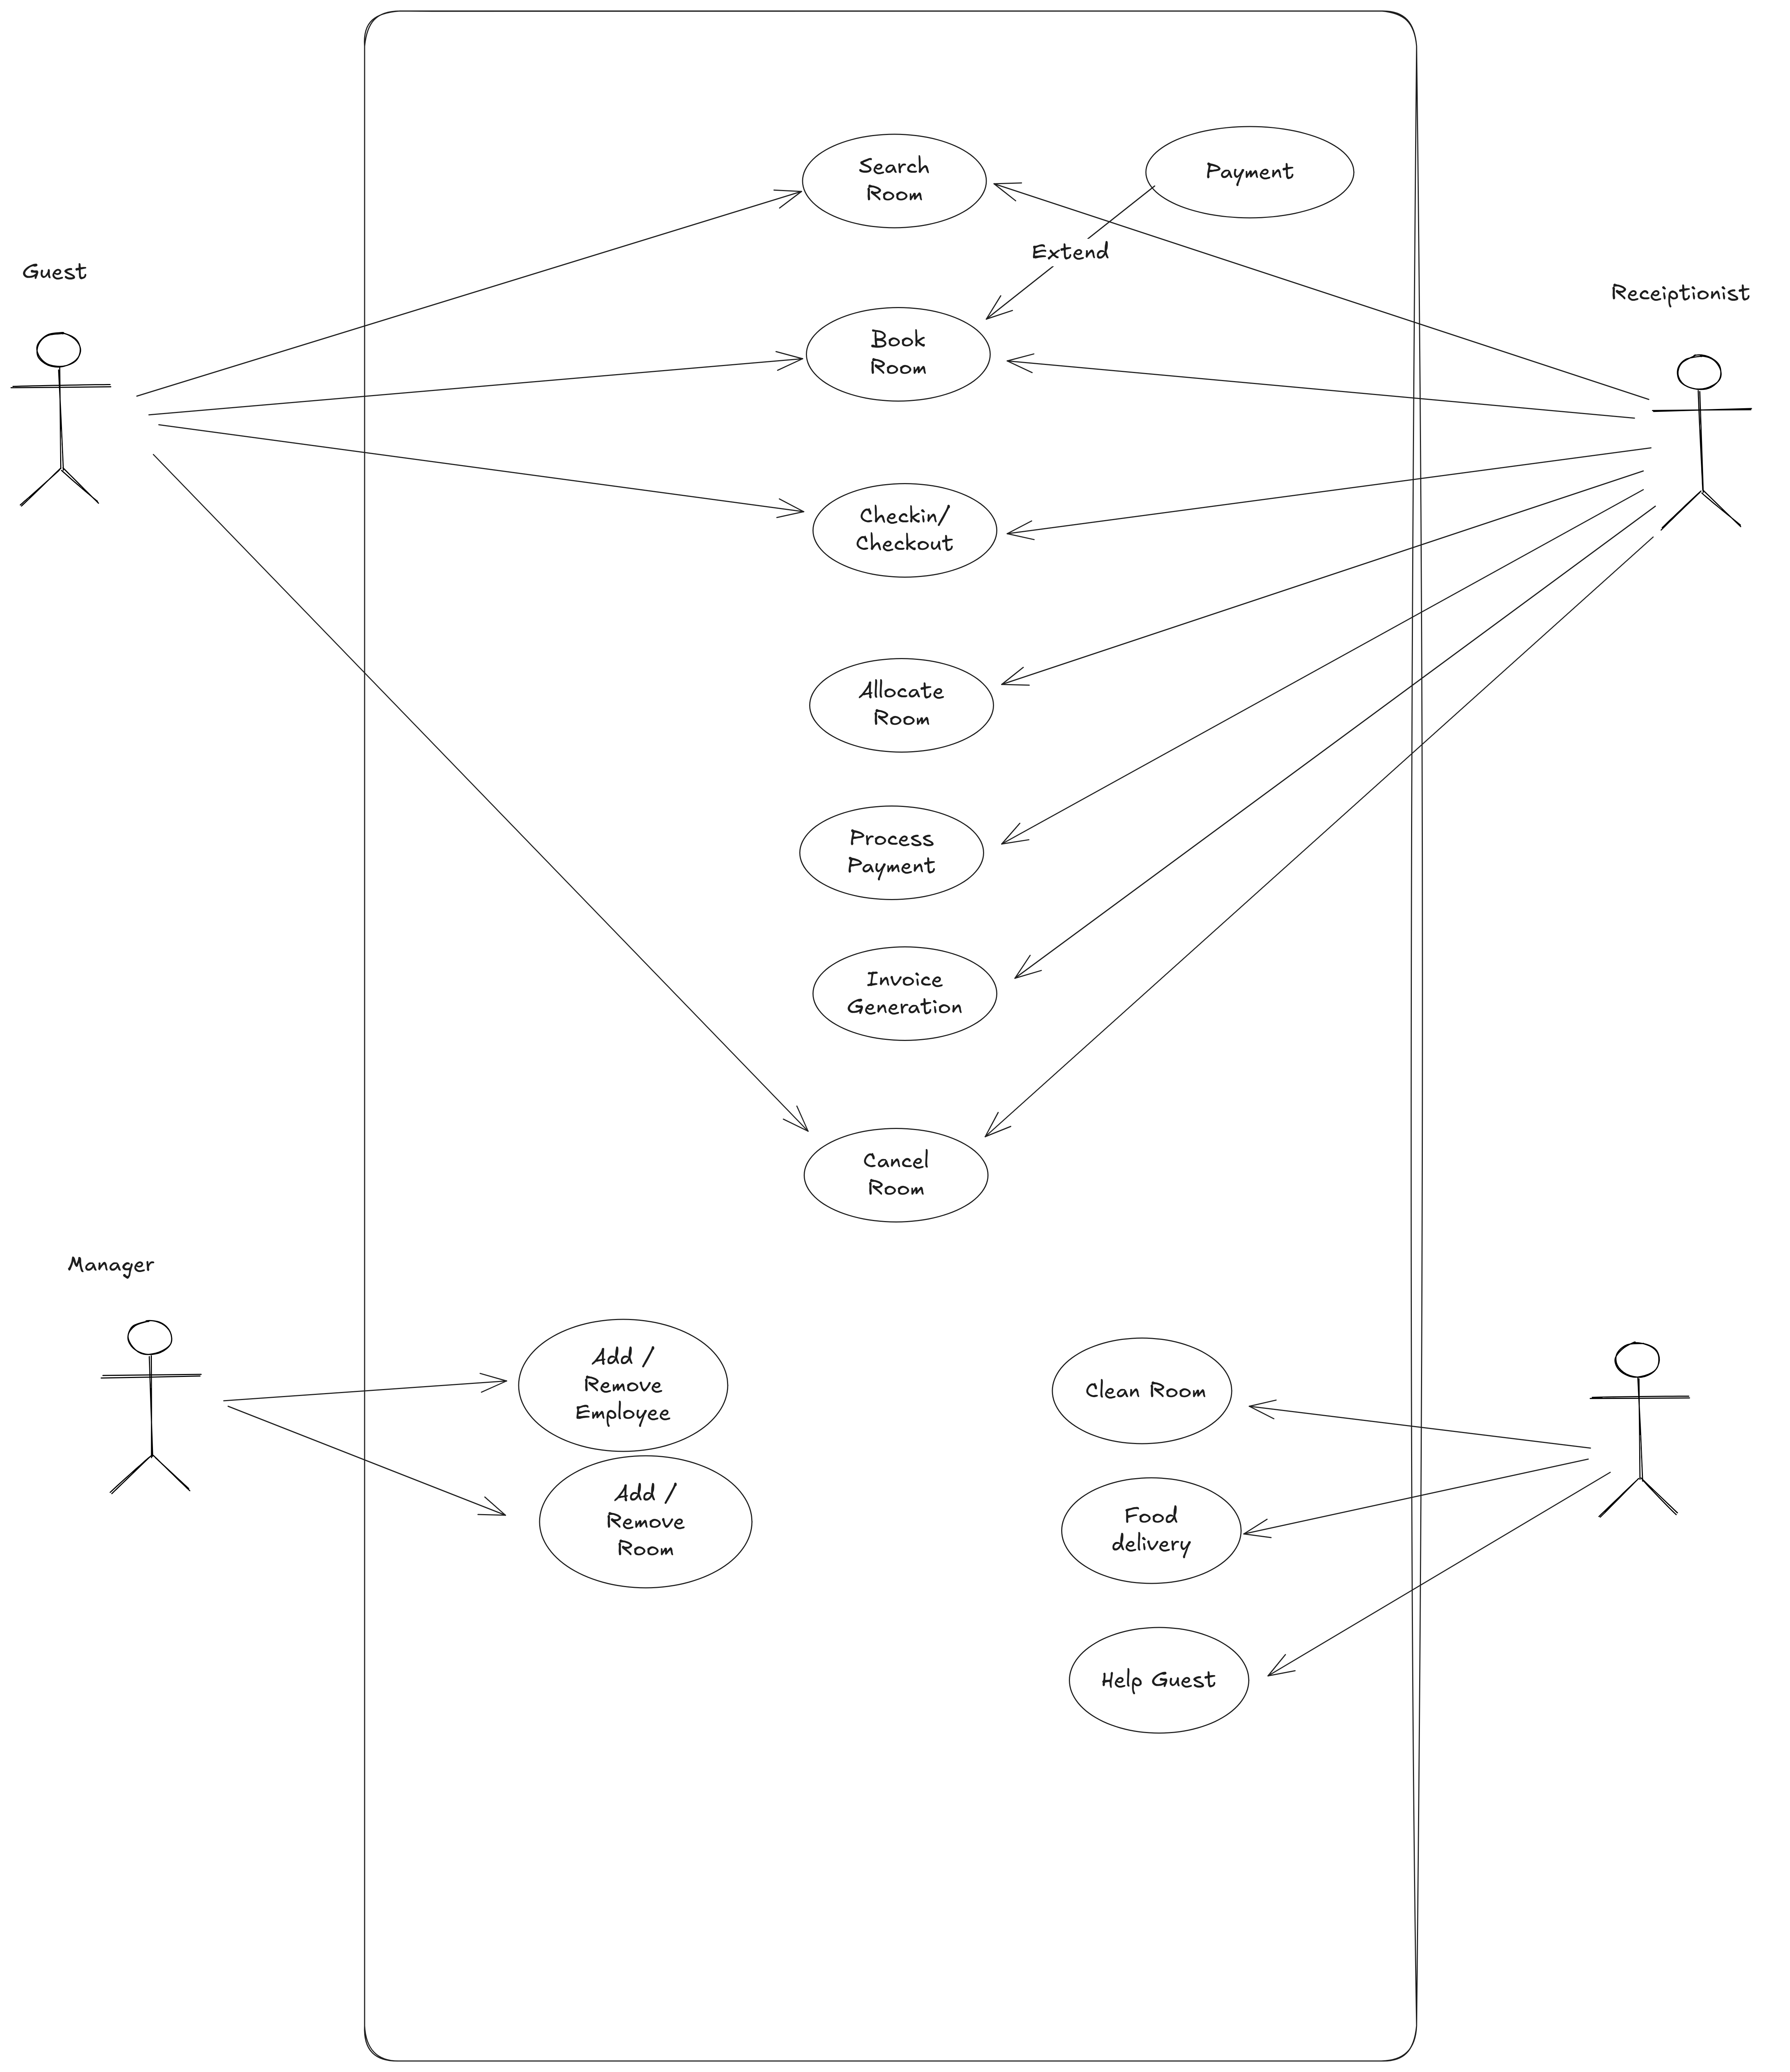 Search
Room
Payment
Extend
Guest
Receiptionist
Book
Room
Checkin/
Checkout
Allocate
Room
Process
Payment
Invoice
Generation
Cancel
Room
Manager
Add /
Remove
Employee
Clean Room
Add /
Remove
Room
Food
delivery
Help Guest